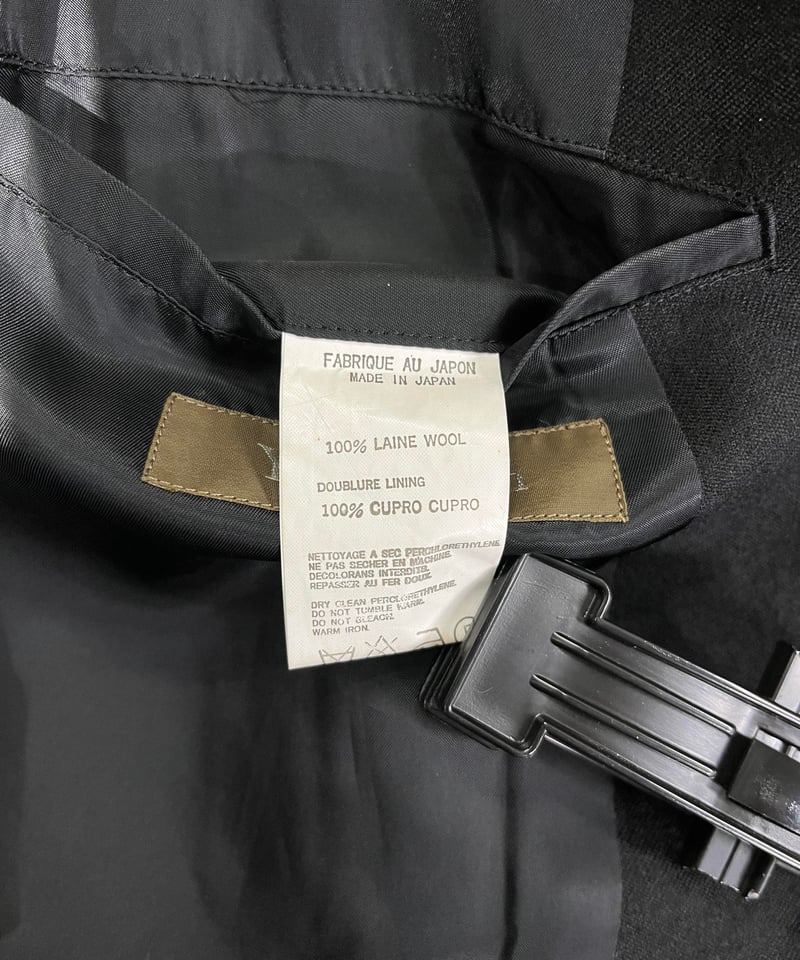 FABRIQUE AU JAPON
MADE IN JAPAN
100% LAINE WOOL
DOUBLURE LINING
100% CUPRO CUPRO
NETTOYAGE A SEC PERCHLORETHYLENE.
NE PAS SECHER EN MACHINE.
DECOLORANS INTERDITS.
REPASSER AU FER DOUX.
DRY CLEAN PERCLORETHYLENE.
DO NOT TUMBLE WARM.
DO NOT BLEACH.
WARM IRON.